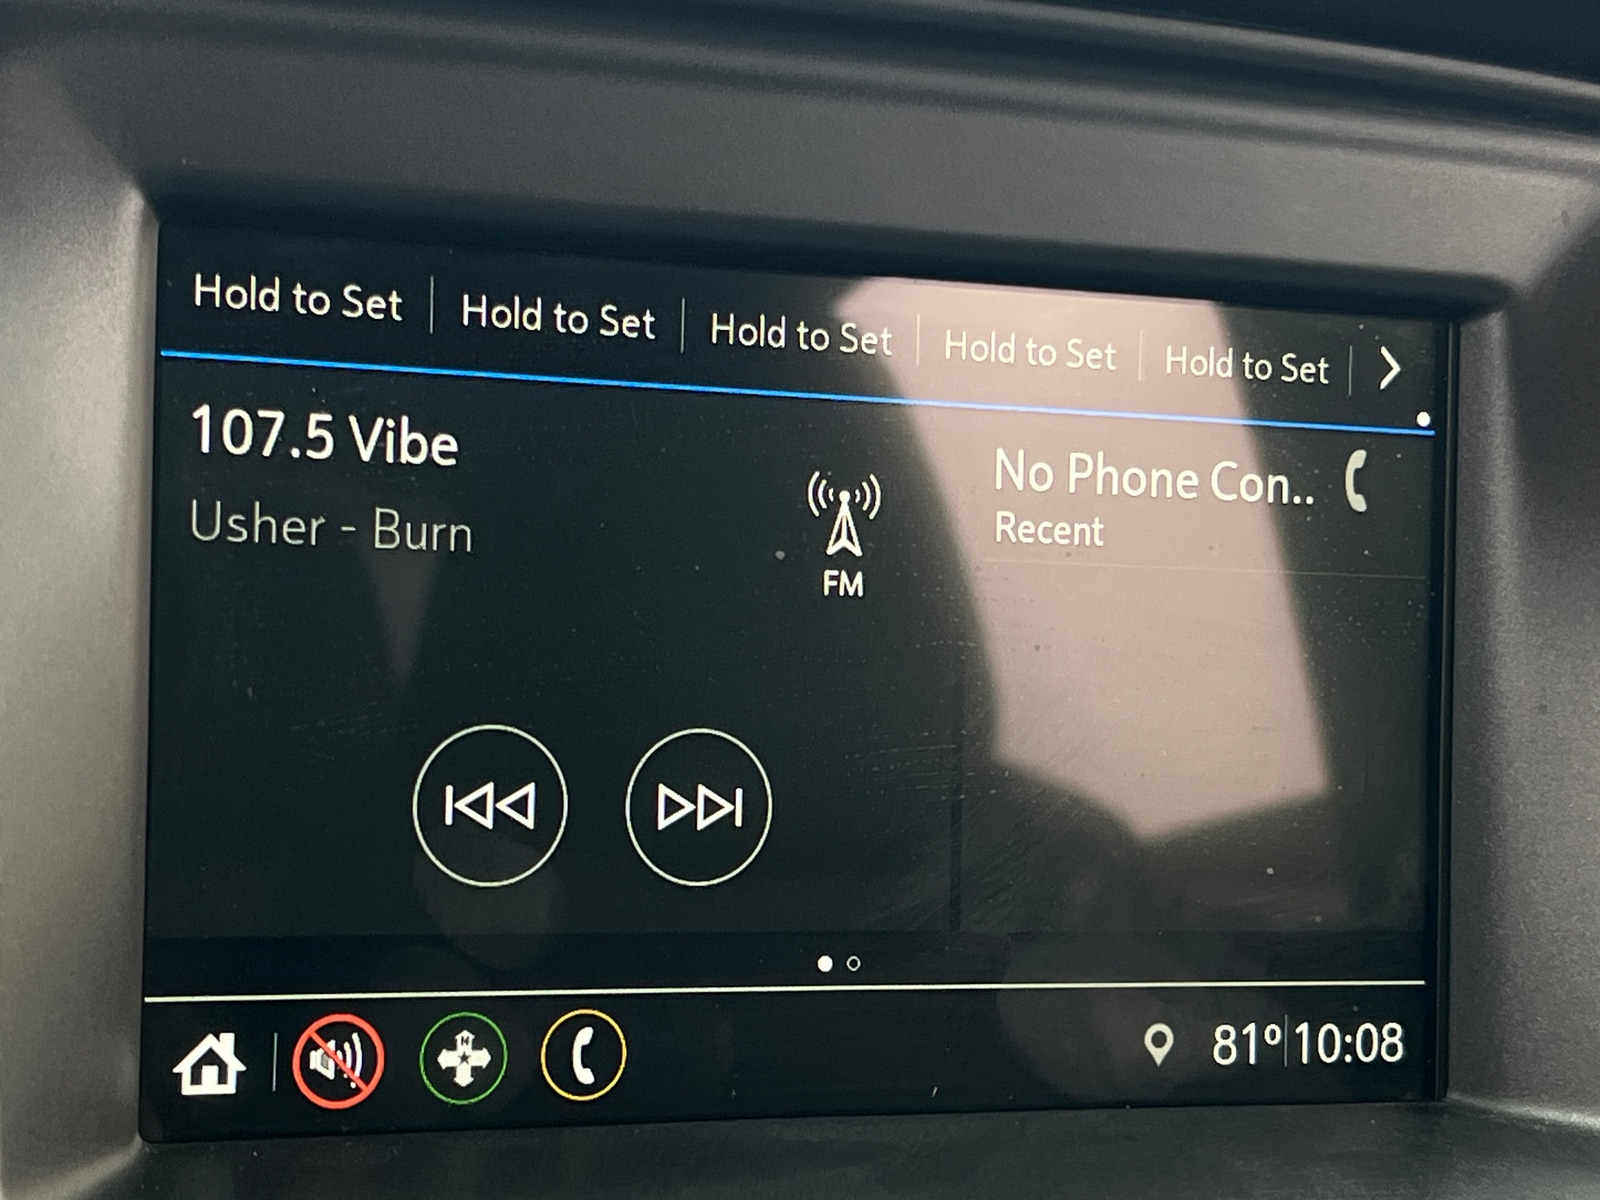 Hold to Set Hold to Set Hold to Set Hold to Set Hold to Set
107.5 Vibe
Usher - Burn
FM
No Phone Con..
Recent
81º 10:08